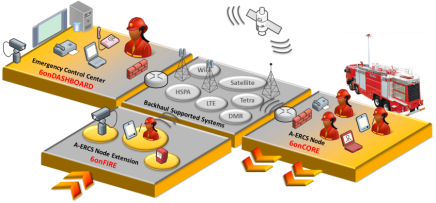 Emergency Control Center
6onDASHBOARD
WiFi
Satellite
HSPA
LTE
Tetra
DMR
Backhaul Supported Systems
A-ERCS Node Extension
6onFIRE
A-ERCS Node
6onCORE